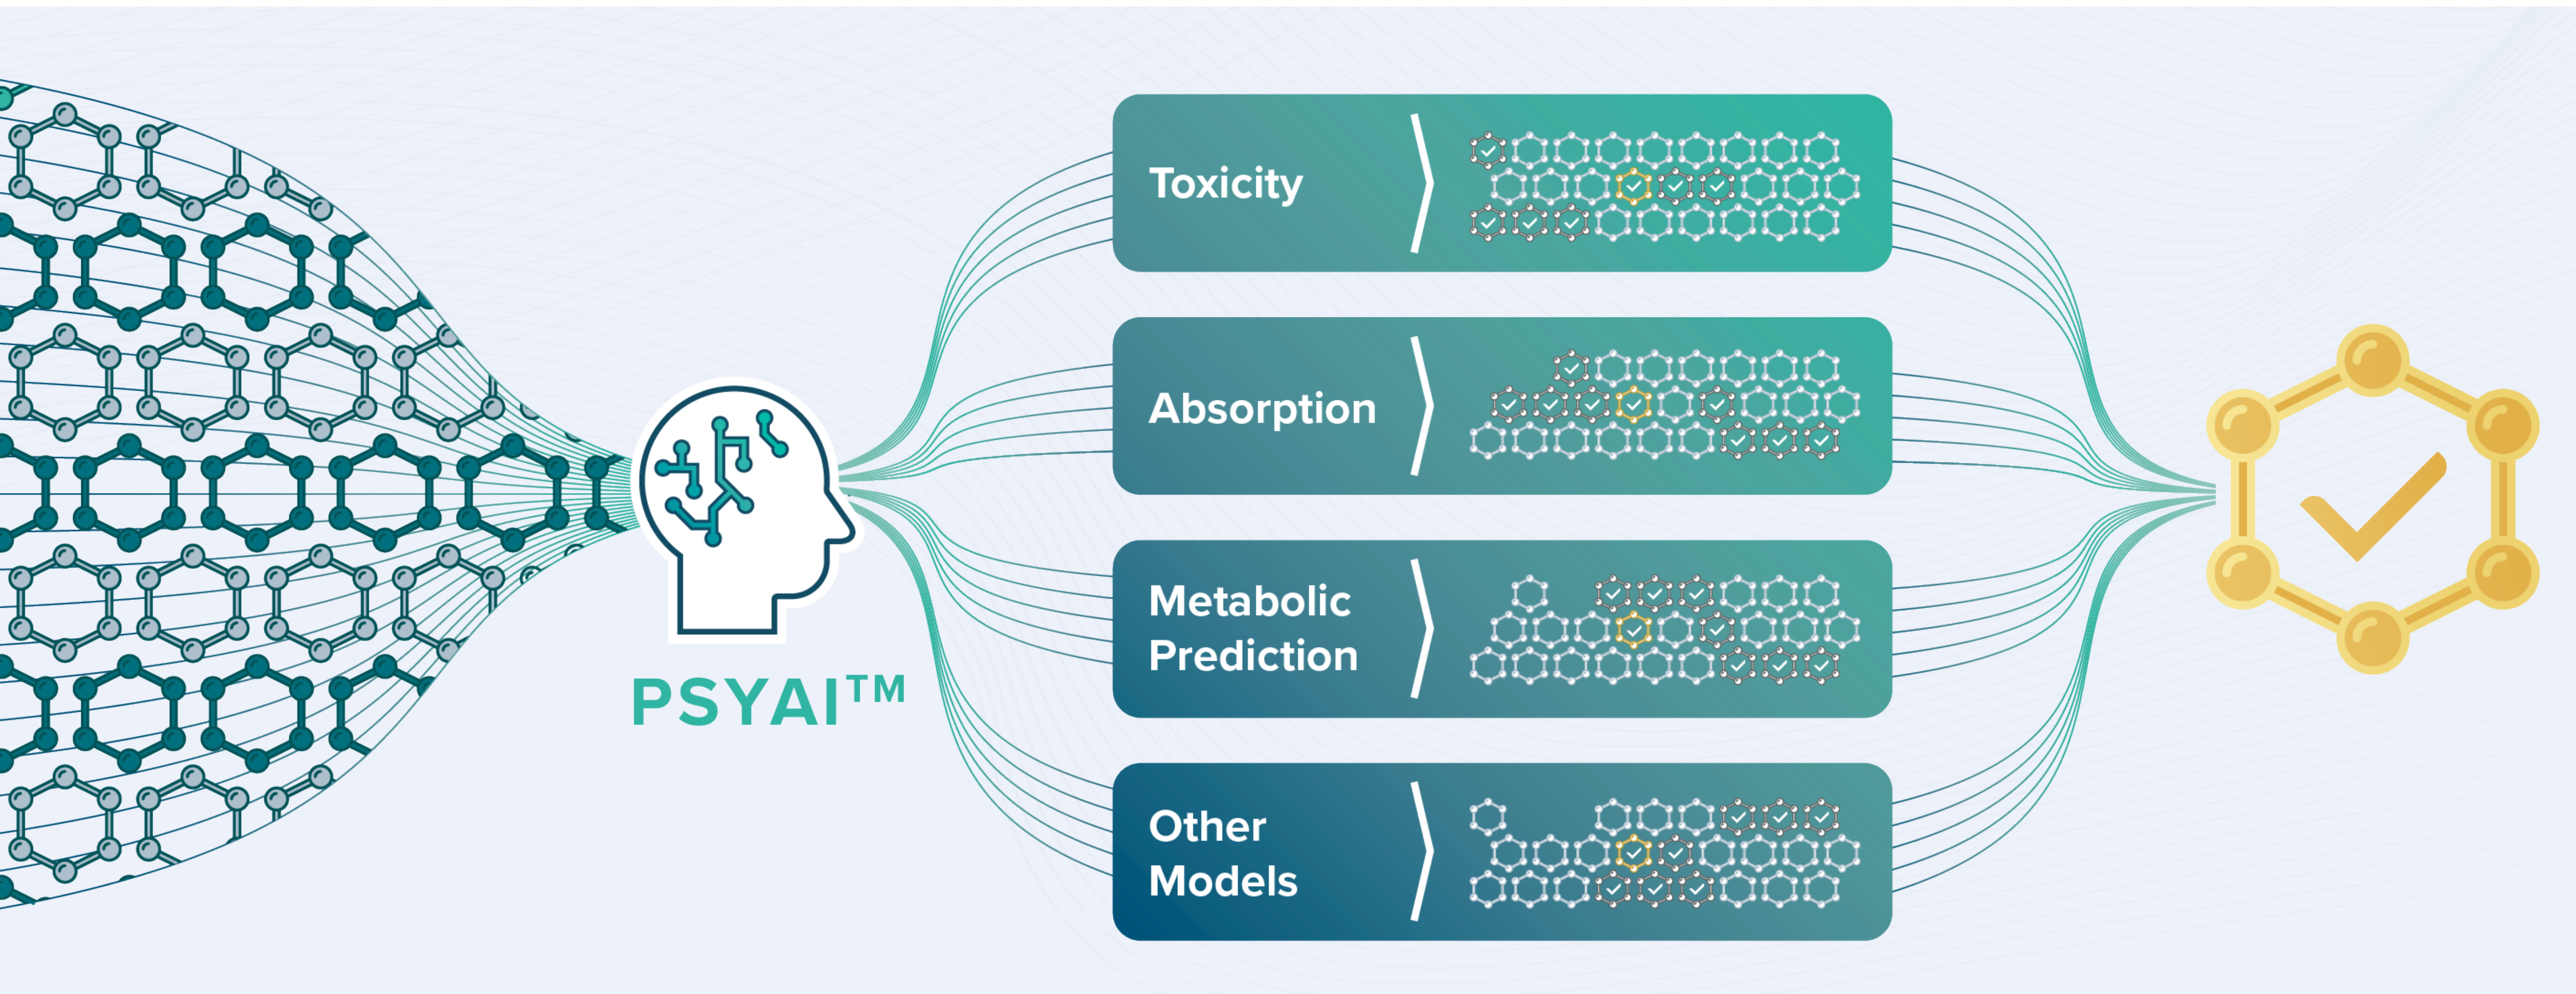 PSYAI™
Toxicity
Absorption
Metabolic
Prediction
Other
Models